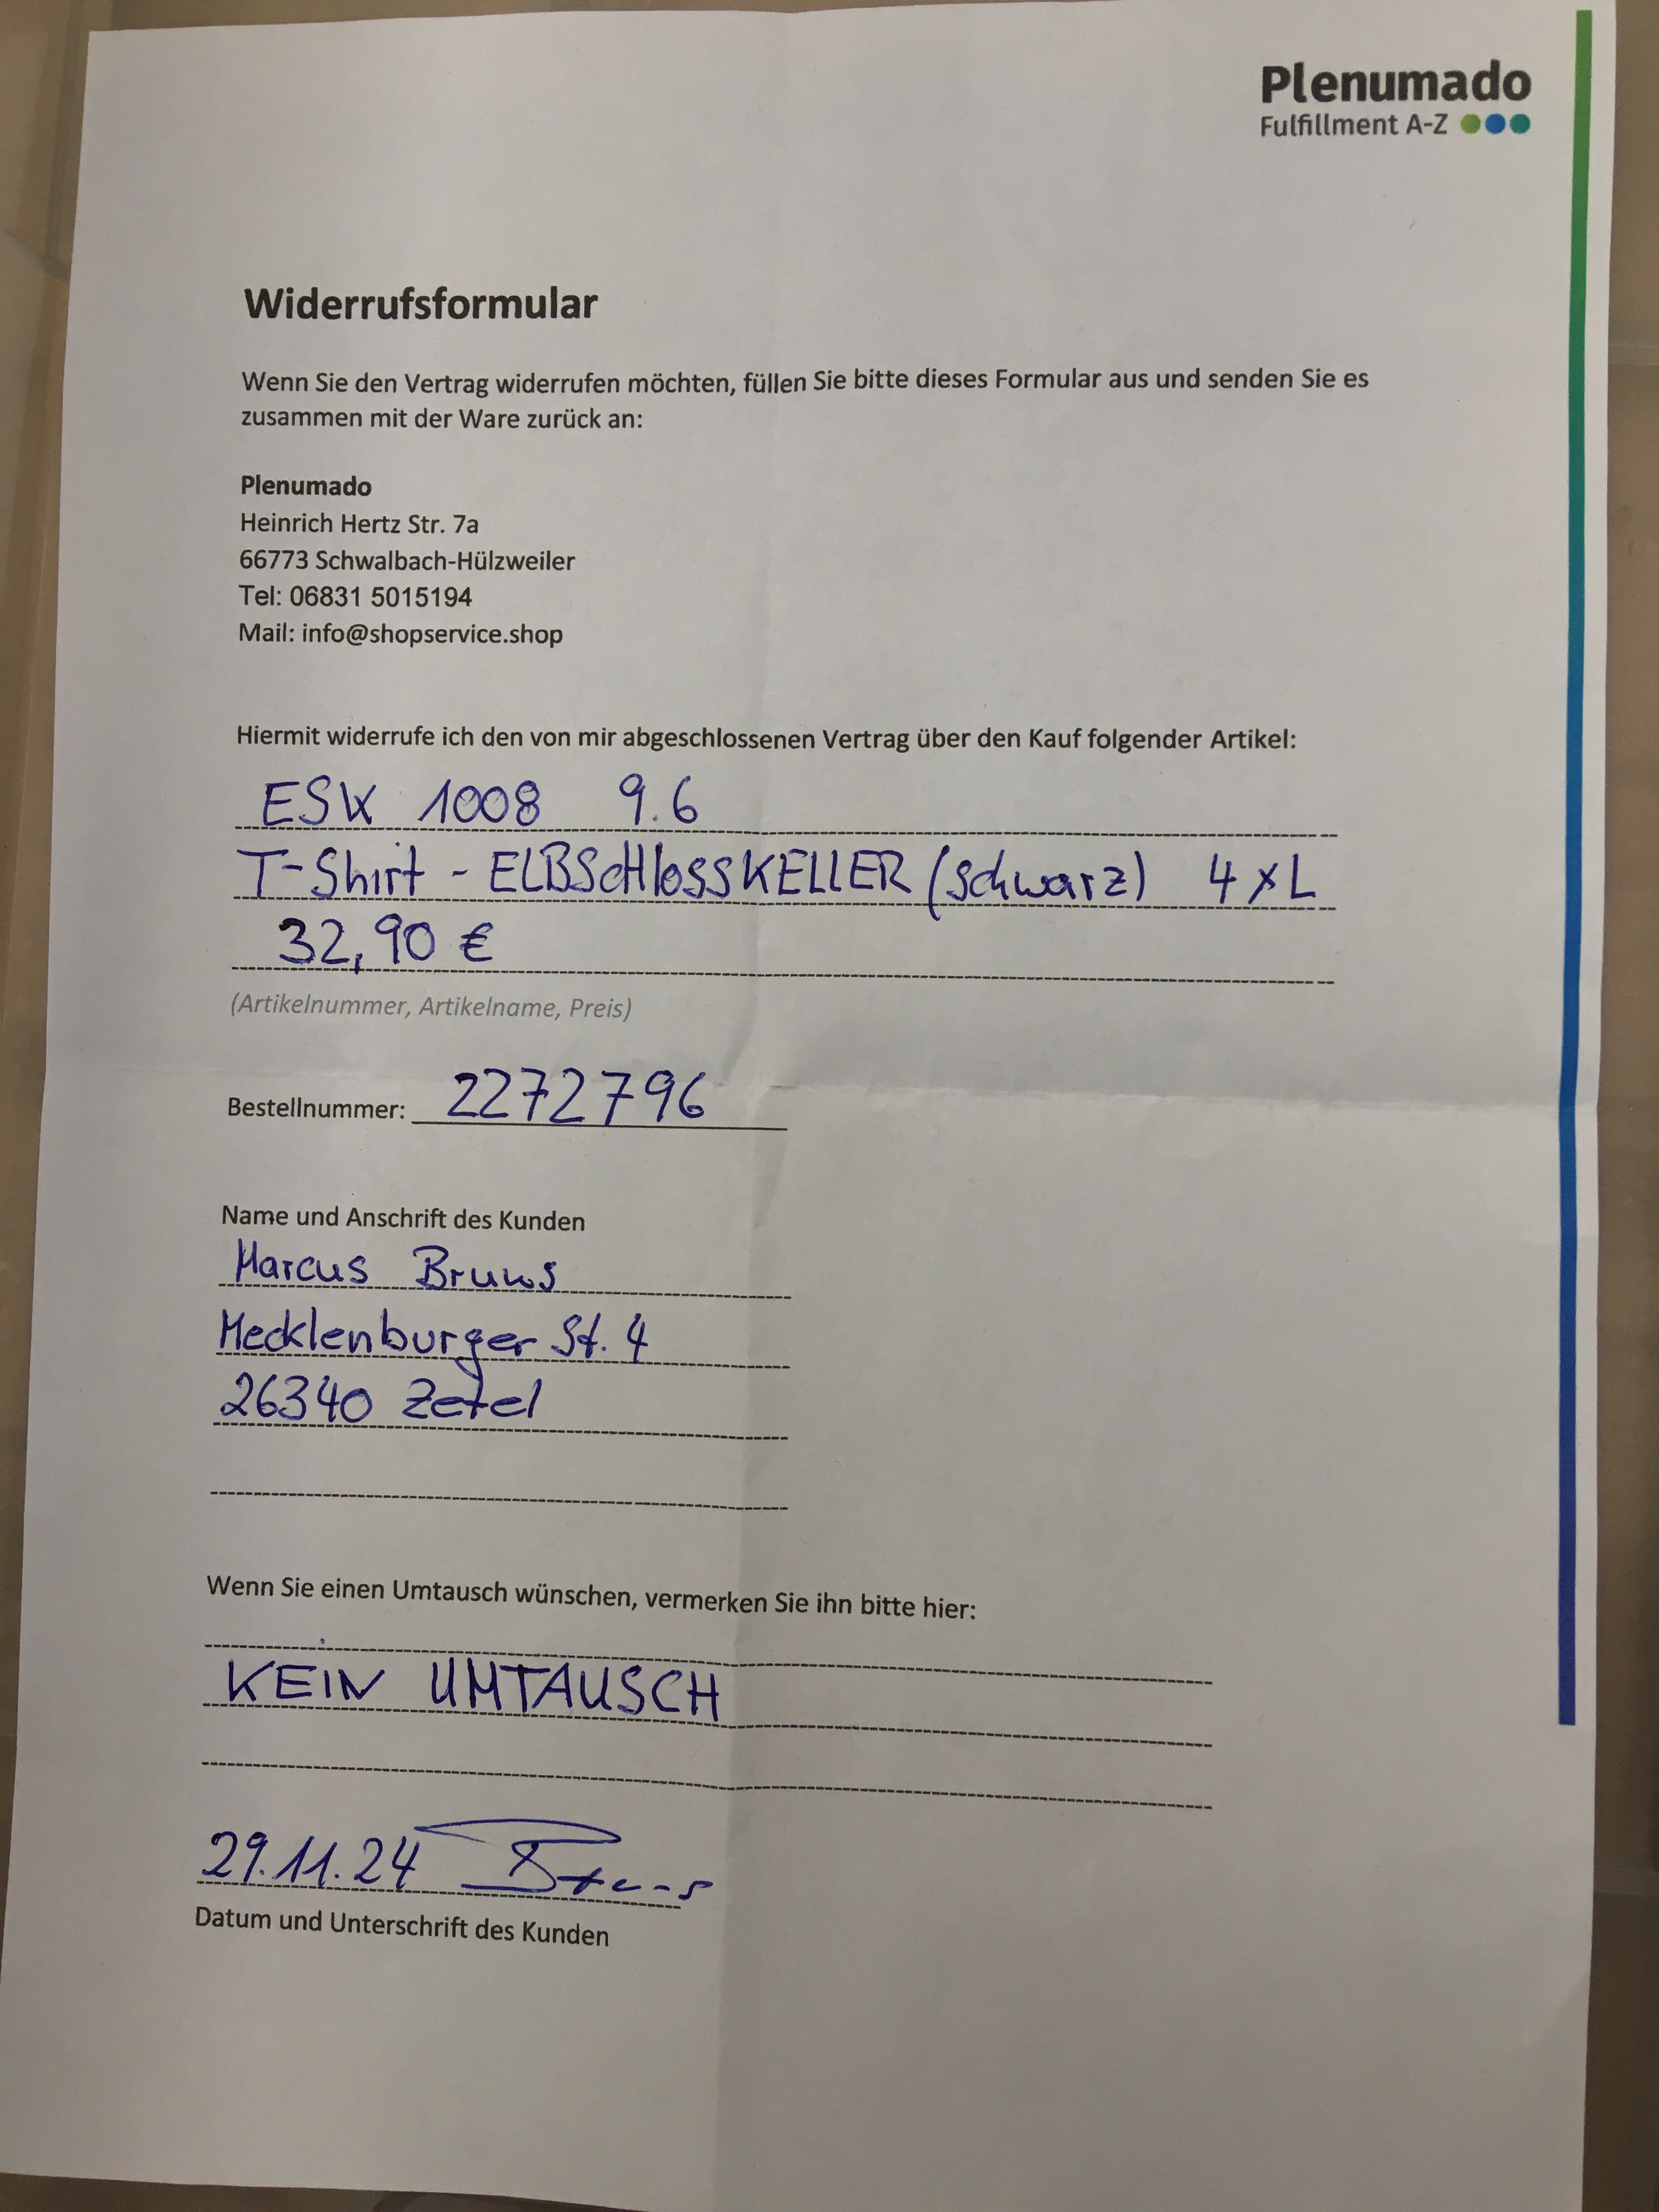 Plenumado
Fulfillment A-Z
Widerrufsformular
Wenn Sie den Vertrag widerrufen möchten, füllen Sie bitte dieses Formular aus und senden Sie es
zusammen mit der Ware zurück an:
Plenumado
Heinrich Hertz Str. 7a
66773 Schwalbach-Hülzweiler
Tel: 06831 5015194
Mail: info@shopservice.shop
Hiermit widerrufe ich den von mir abgeschlossenen Vertrag über den Kauf folgender Artikel:
ESK 1008 9.6
T-Shirt - ELBSCHlossKELLER (schwarz) 4XL
32,90 €
(Artikelnummer, Artikelname, Preis)
Bestellnummer: 2272796
Name und Anschrift des Kunden
Marcus Bruns
Mecklenburger St. 4
26340 Zetel
Wenn Sie einen Umtausch wünschen, vermerken Sie ihn bitte hier:
KEIN UMTAUSCH
29.11.24
Datum und Unterschrift des Kunden